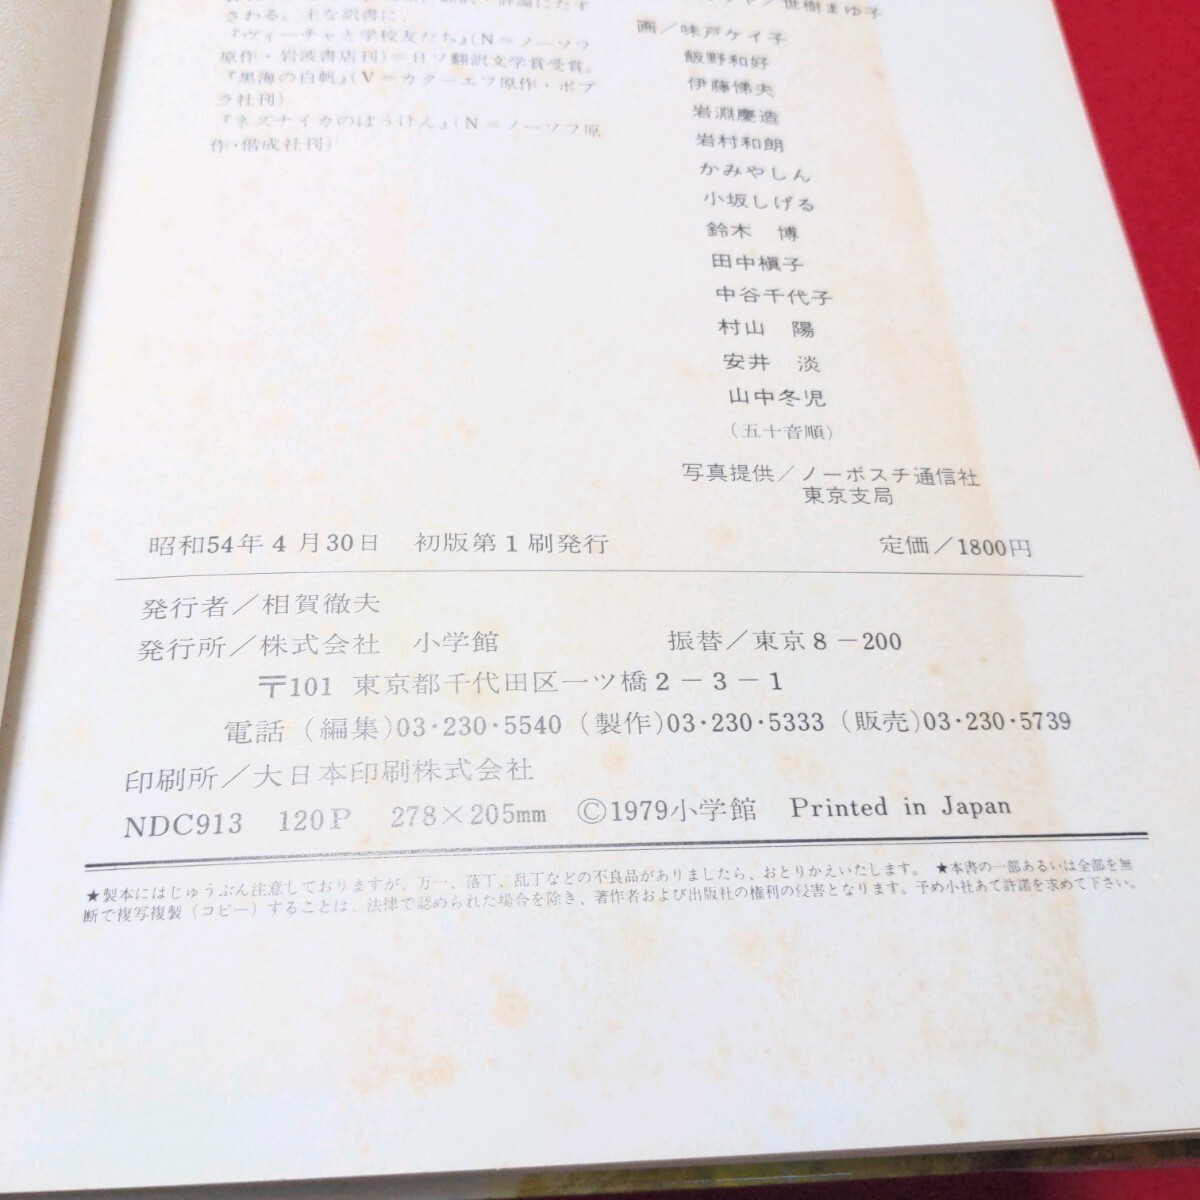 さわる。主な訳書に、
『ヴィーチャと学校友だち』(N＝ノーソフ
原作・岩波書店刊)＝日ソ翻訳文学賞受賞。
『黒海の白帆』(V＝カターエフ原作・ポプ
ラ社刊)
『ネズナイカのぼうけん』(N＝ノーソフ原
作・偕成社刊)
世樹まゆ子
画／味戸ケイ子
飯野和好
伊藤悌夫
岩淵慶造
岩村和朗
かみやしん
小坂しげる
鈴木　博
田中槇子
中谷千代子
村山　陽
安井　淡
山中冬児
(五十音順)
写真提供／ノーボスチ通信社
東京支局
昭和54年4月30日　初版第1刷発行　定価／1800円
発行者／相賀徹夫
発行所／株式会社　小学館　振替／東京8－200
〒101 東京都千代田区一ツ橋2－3－1
電話(編集)03・230・5540(製作)03・230・5333(販売)03・230・5739
印刷所／大日本印刷株式会社
NDC913　120P　278×205mm　©1979小学館　Printed in Japan
★製本にはじゅうぶん注意しておりますが、万一、落丁、乱丁などの不良品がありましたら、おとりかえいたします。 ★本書の一部あるいは全部を無
断で複写複製(コピー)することは、法律で認められた場合を除き、著作者および出版社の権利の侵害となります。予め小社あて許諾を求めて下さい。